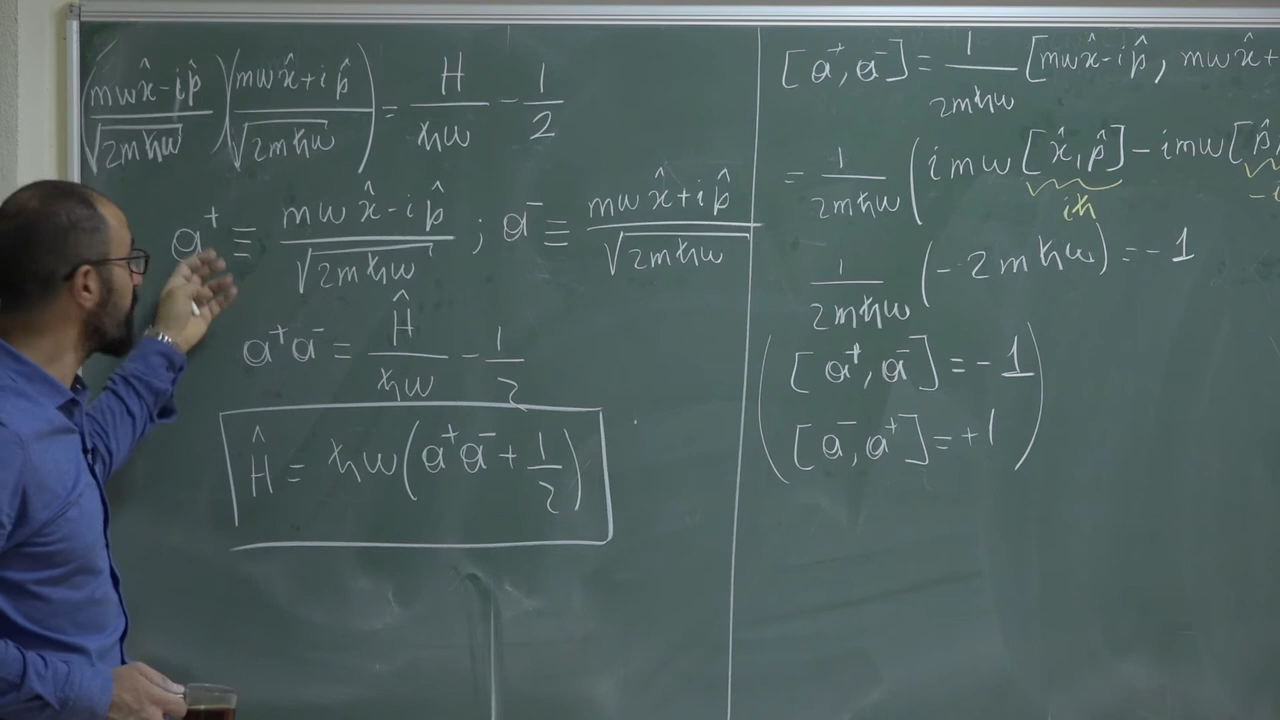 (mωx̂-ip̂/√2mħω)(mωx̂+ip̂/√2mħω) = H/ħω - 1/2
a⁺ ≡ mωx̂-ip̂/√2mħω ; a⁻ ≡ mωx̂+ip̂/√2mħω
a⁺a⁻ = Ĥ/ħω - 1/2
Ĥ = ħω(a⁺a⁻ + 1/2)
[a⁺, a⁻] = 1/2mħω [mωx̂-ip̂, mωx̂+
= 1/2mħω (imω[x̂,p̂] - imω[p̂,
iħ -i
1/2mħω (-2mħω) = -1
[a⁺, a⁻] = -1
[a⁻, a⁺] = +1